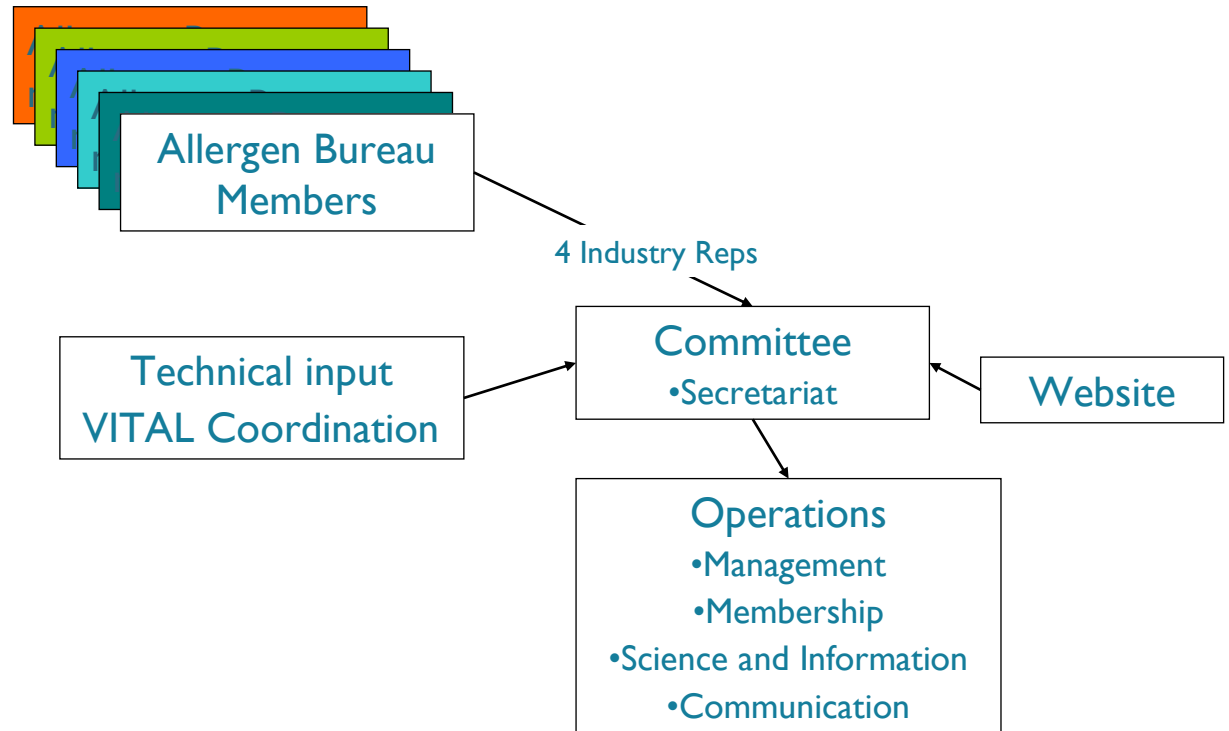 Allergen Bureau
Members
4 Industry Reps
Committee
•Secretariat
Technical input
VITAL Coordination
Website
Operations
•Management
•Membership
•Science and Information
•Communication